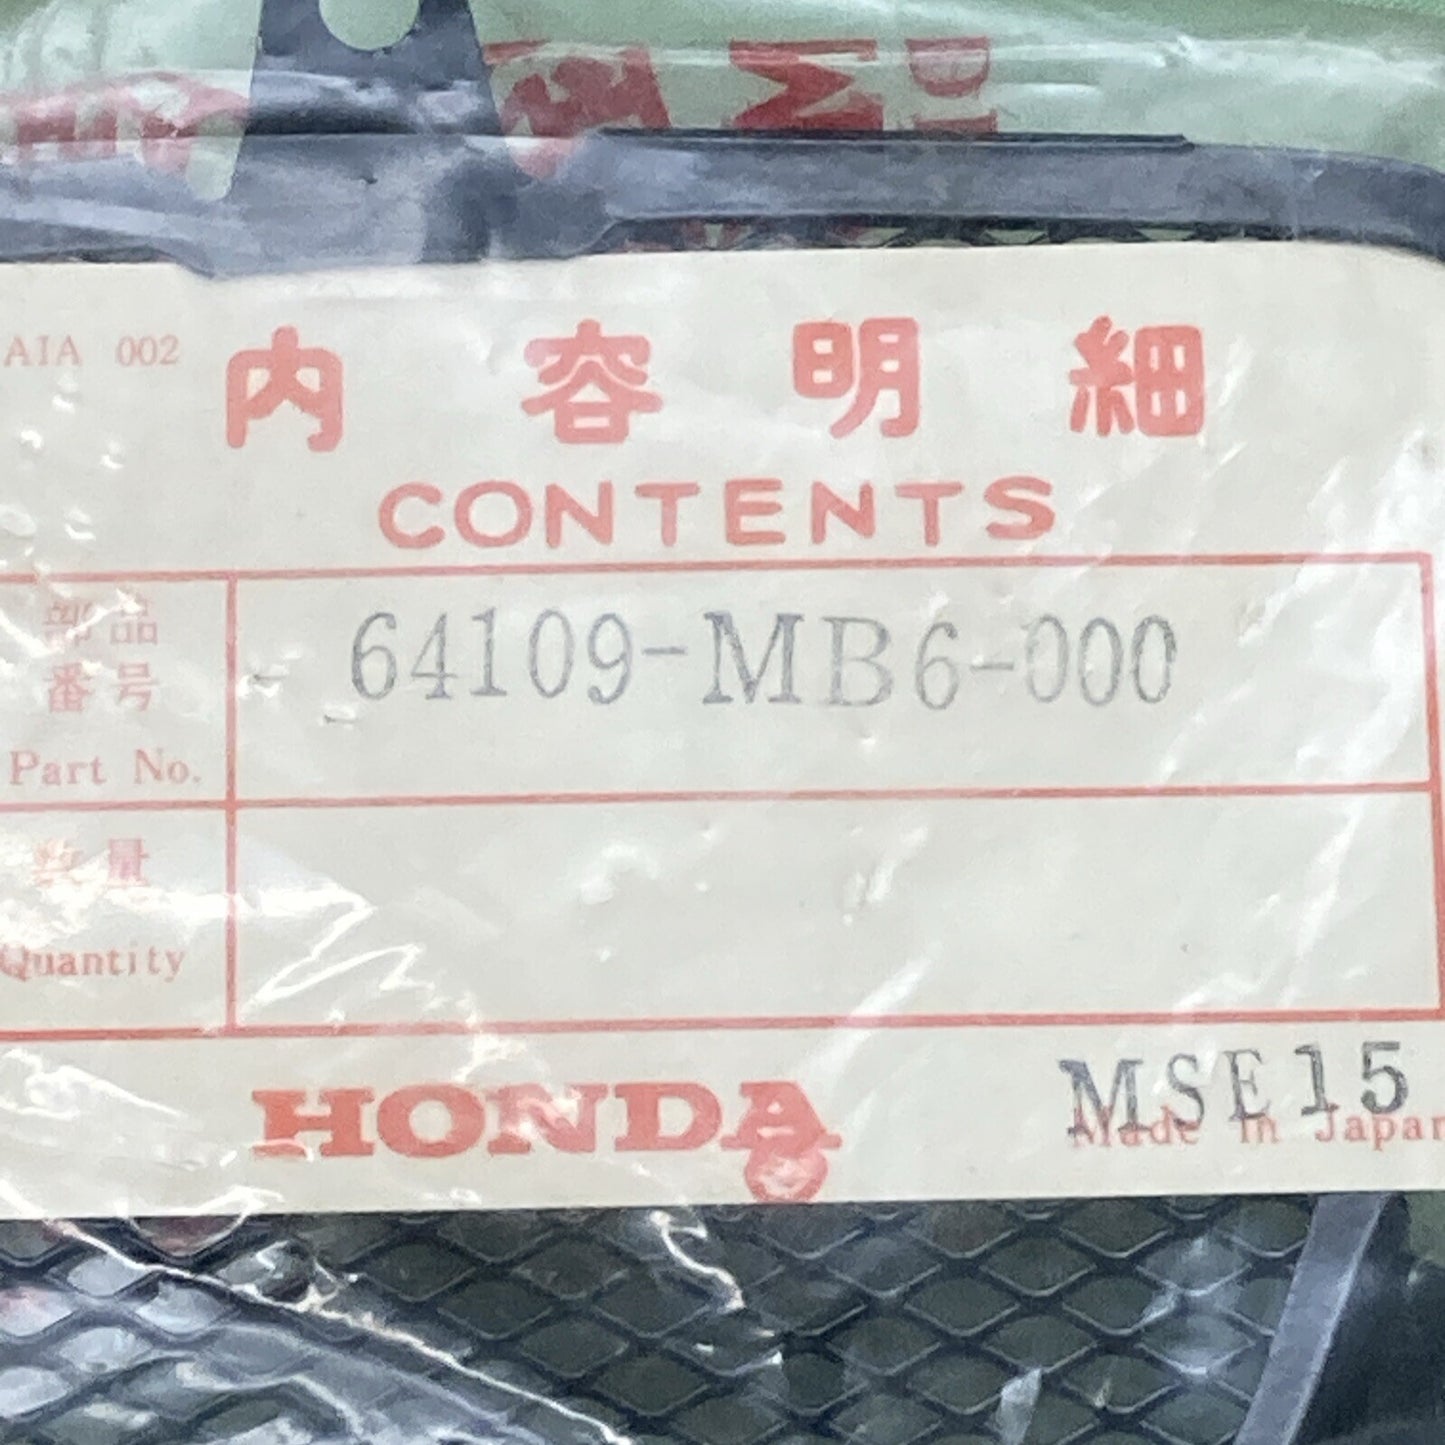 AIA 002
内容明細
CONTENTS
部品
番号
Part No.
64109-MB6-000
数量
Quantity
HONDA
MSE15
Made in Japan